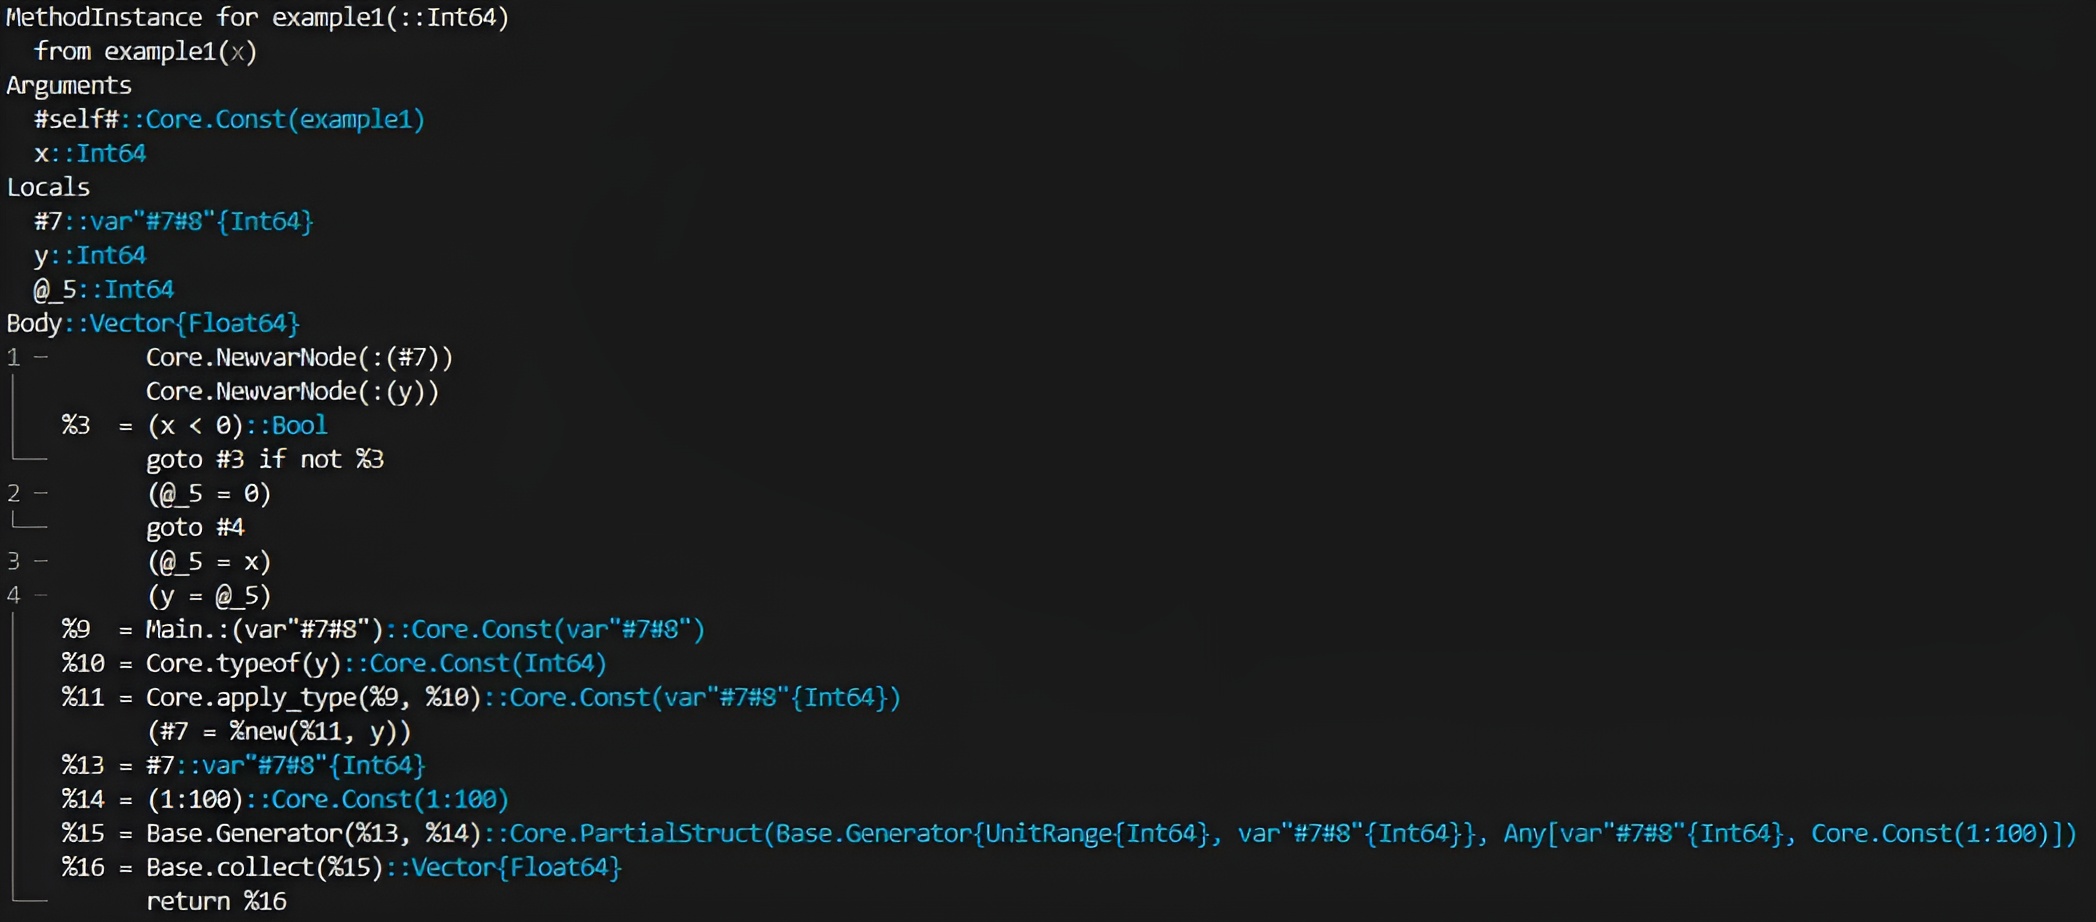 MethodInstance for example1(::Int64)
  from example1(x)
Arguments
  #self#::Core.Const(example1)
  x::Int64
Locals
  #7::var"#7#8"{Int64}
  y::Int64
  @_5::Int64
Body::Vector{Float64}
1 ─       Core.NewvarNode(:(#7))
│         Core.NewvarNode(:(y))
│   %3  = (x < 0)::Bool
└──       goto #3 if not %3
2 ─       (@_5 = 0)
└──       goto #4
3 ─       (@_5 = x)
4 ─       (y = @_5)
│   %9  = Main.:(var"#7#8")::Core.Const(var"#7#8")
│   %10 = Core.typeof(y)::Core.Const(Int64)
│   %11 = Core.apply_type(%9, %10)::Core.Const(var"#7#8"{Int64})
│         (#7 = %new(%11, y))
│   %13 = #7::var"#7#8"{Int64}
│   %14 = (1:100)::Core.Const(1:100)
│   %15 = Base.Generator(%13, %14)::Core.PartialStruct(Base.Generator{UnitRange{Int64}, var"#7#8"{Int64}}, Any[var"#7#8"{Int64}, Core.Const(1:100)])
│   %16 = Base.collect(%15)::Vector{Float64}
└──       return %16